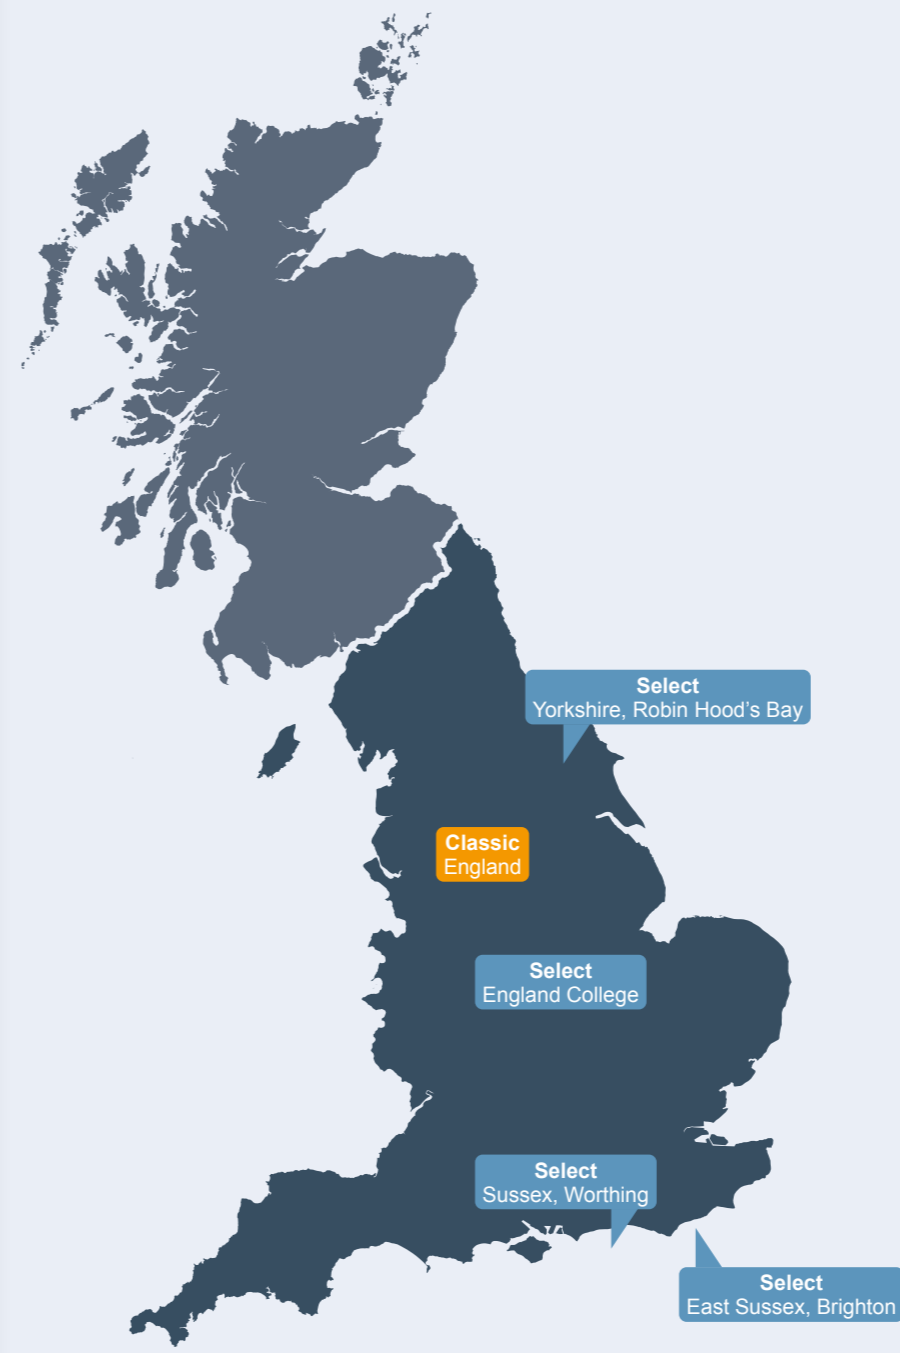 Select
Yorkshire, Robin Hood’s Bay
Classic
England
Select
England College
Select
Sussex, Worthing
Select
East Sussex, Brighton